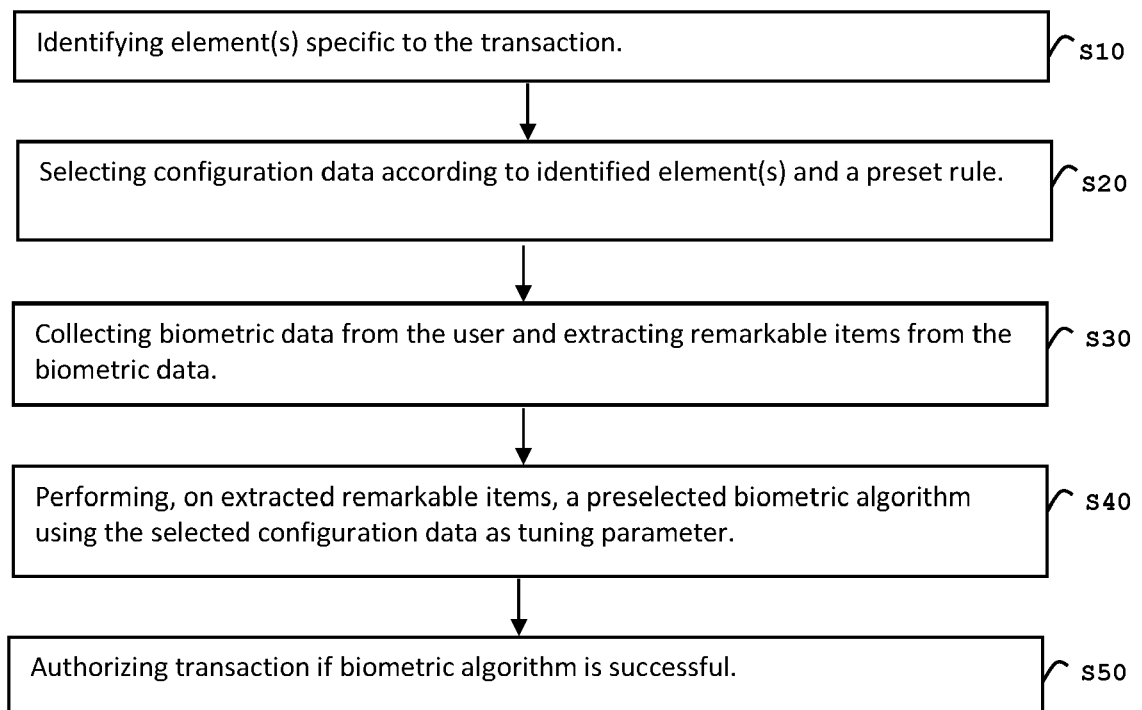 Identifying element(s) specific to the transaction.
S10
Selecting configuration data according to identified element(s) and a preset rule.
S20
Collecting biometric data from the user and extracting remarkable items from the
biometric data.
S30
Performing, on extracted remarkable items, a preselected biometric algorithm
using the selected configuration data as tuning parameter.
S40
Authorizing transaction if biometric algorithm is successful.
S50